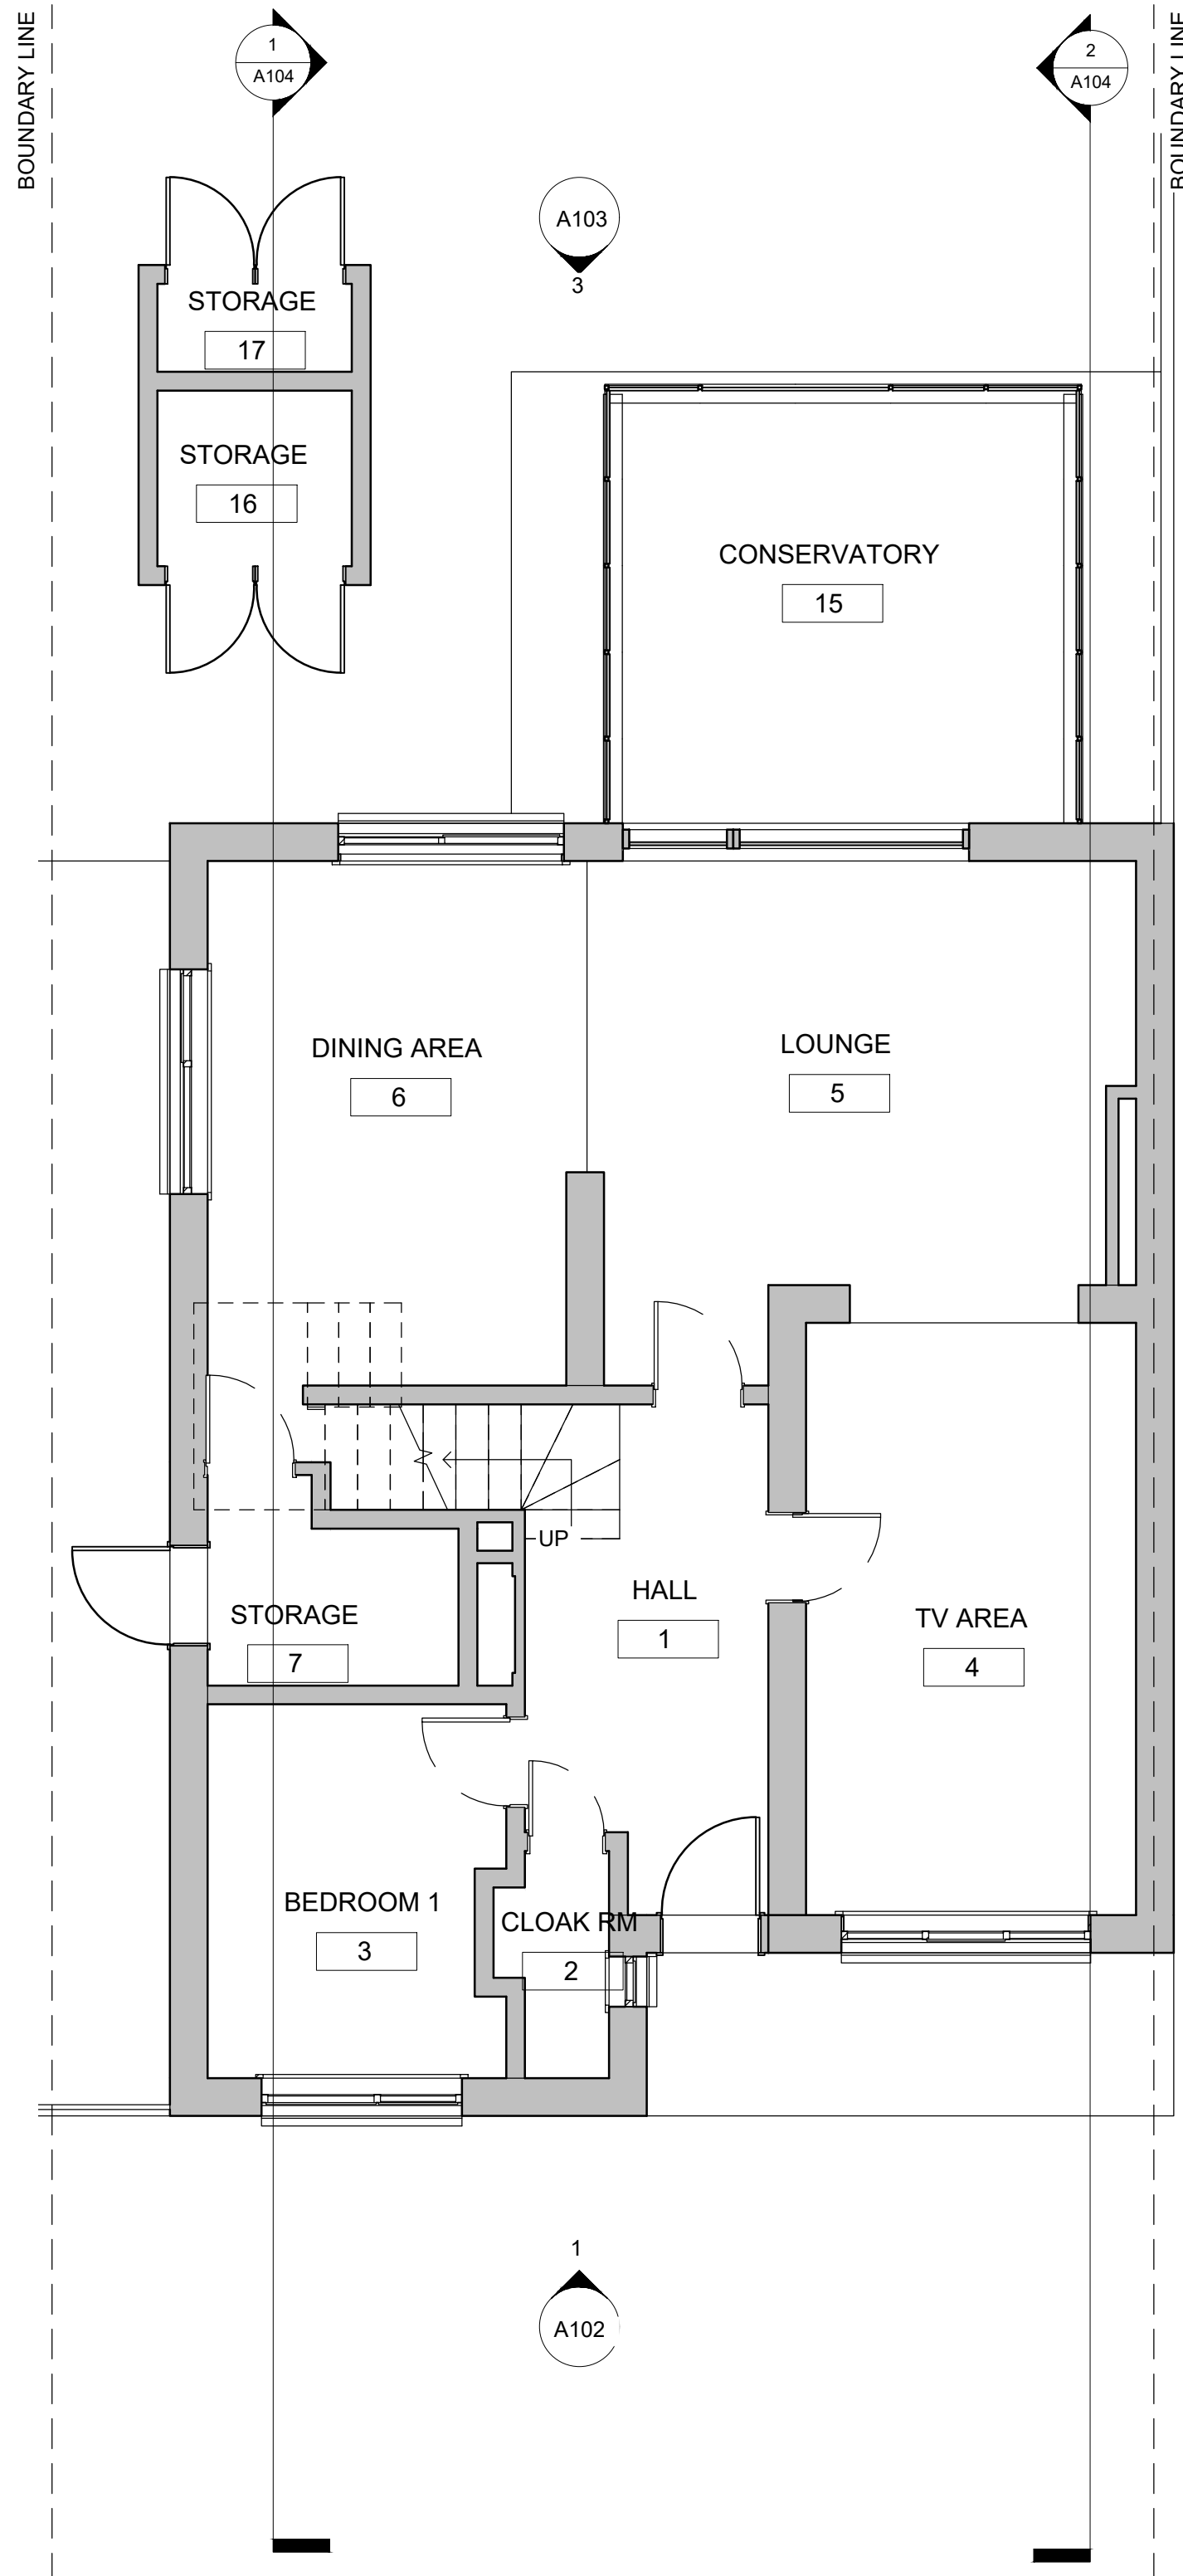 BOUNDARY LINE
1
A104
2
A104
BOUNDARY LINE
A103
3
STORAGE
17
STORAGE
16
CONSERVATORY
15
DINING AREA
6
LOUNGE
5
UP
HALL
1
STORAGE
7
TV AREA
4
BEDROOM 1
3
CLOAK RM
2
1
A102